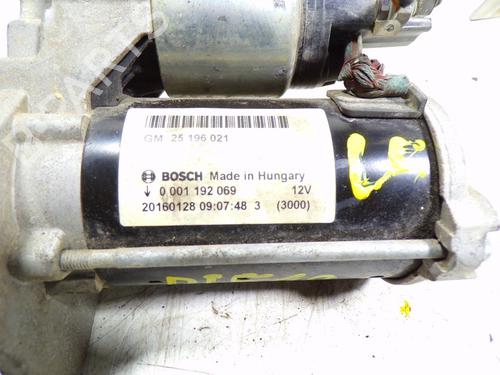 GM 25 196 021
BOSCH Made in Hungary
0 001 192 069 12V
20160128 09:07:48 3 (3000)